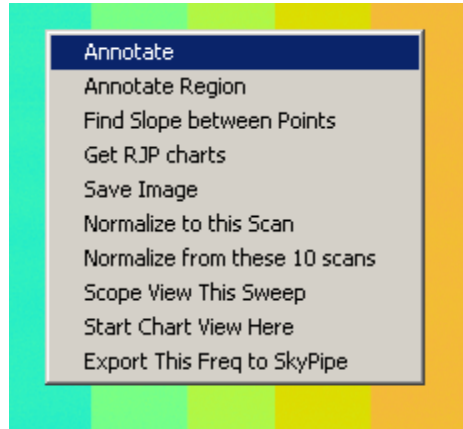 Annotate
Annotate Region
Find Slope between Points
Get RJP charts
Save Image
Normalize to this Scan
Normalize from these 10 scans
Scope View This Sweep
Start Chart View Here
Export This Freq to SkyPipe